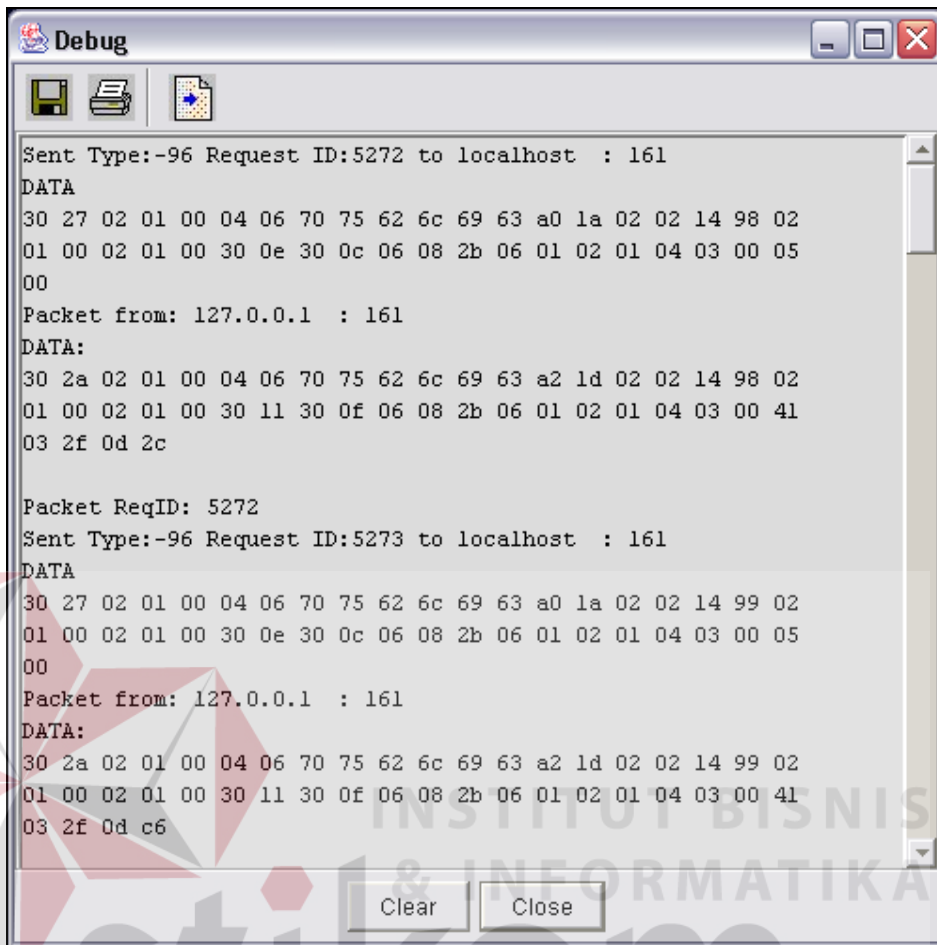 Debug
Sent Type:-96 Request ID:5272 to localhost  : 161
DATA
30 27 02 01 00 04 06 70 75 62 6c 69 63 a0 1a 02 02 14 98 02
01 00 02 01 00 30 0e 30 0c 06 08 2b 06 01 02 01 04 03 00 05
00
Packet from: 127.0.0.1  : 161
DATA:
30 2a 02 01 00 04 06 70 75 62 6c 69 63 a2 1d 02 02 14 98 02
01 00 02 01 00 30 11 30 0f 06 08 2b 06 01 02 01 04 03 00 41
03 2f 0d 2c
Packet ReqID: 5272
Sent Type:-96 Request ID:5273 to localhost  : 161
DATA
30 27 02 01 00 04 06 70 75 62 6c 69 63 a0 1a 02 02 14 99 02
01 00 02 01 00 30 0e 30 0c 06 08 2b 06 01 02 01 04 03 00 05
00
Packet from: 127.0.0.1  : 161
DATA:
30 2a 02 01 00 04 06 70 75 62 6c 69 63 a2 1d 02 02 14 99 02
01 00 02 01 00 30 11 30 0f 06 08 2b 06 01 02 01 04 03 00 41
03 2f 0d c6
INSTITUT BISNIS
& INFORMATIKA
Clear Close